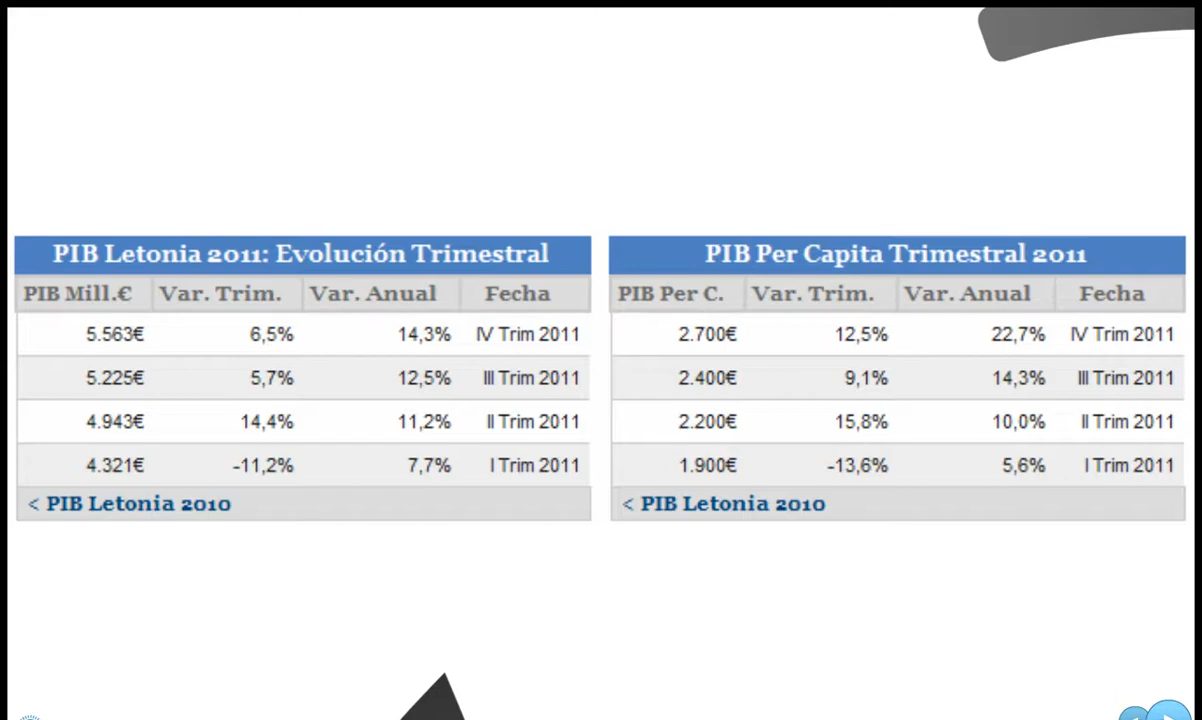 PIB Letonia 2011: Evolución Trimestral
PIB Mill.€ Var. Trim. Var. Anual Fecha
5.563€ 6,5% 14,3% IV Trim 2011
5.225€ 5,7% 12,5% III Trim 2011
4.943€ 14,4% 11,2% II Trim 2011
4.321€ -11,2% 7,7% I Trim 2011
< PIB Letonia 2010
PIB Per Capita Trimestral 2011
PIB Per C. Var. Trim. Var. Anual Fecha
2.700€ 12,5% 22,7% IV Trim 2011
2.400€ 9,1% 14,3% III Trim 2011
2.200€ 15,8% 10,0% II Trim 2011
1.900€ -13,6% 5,6% I Trim 2011
< PIB Letonia 2010